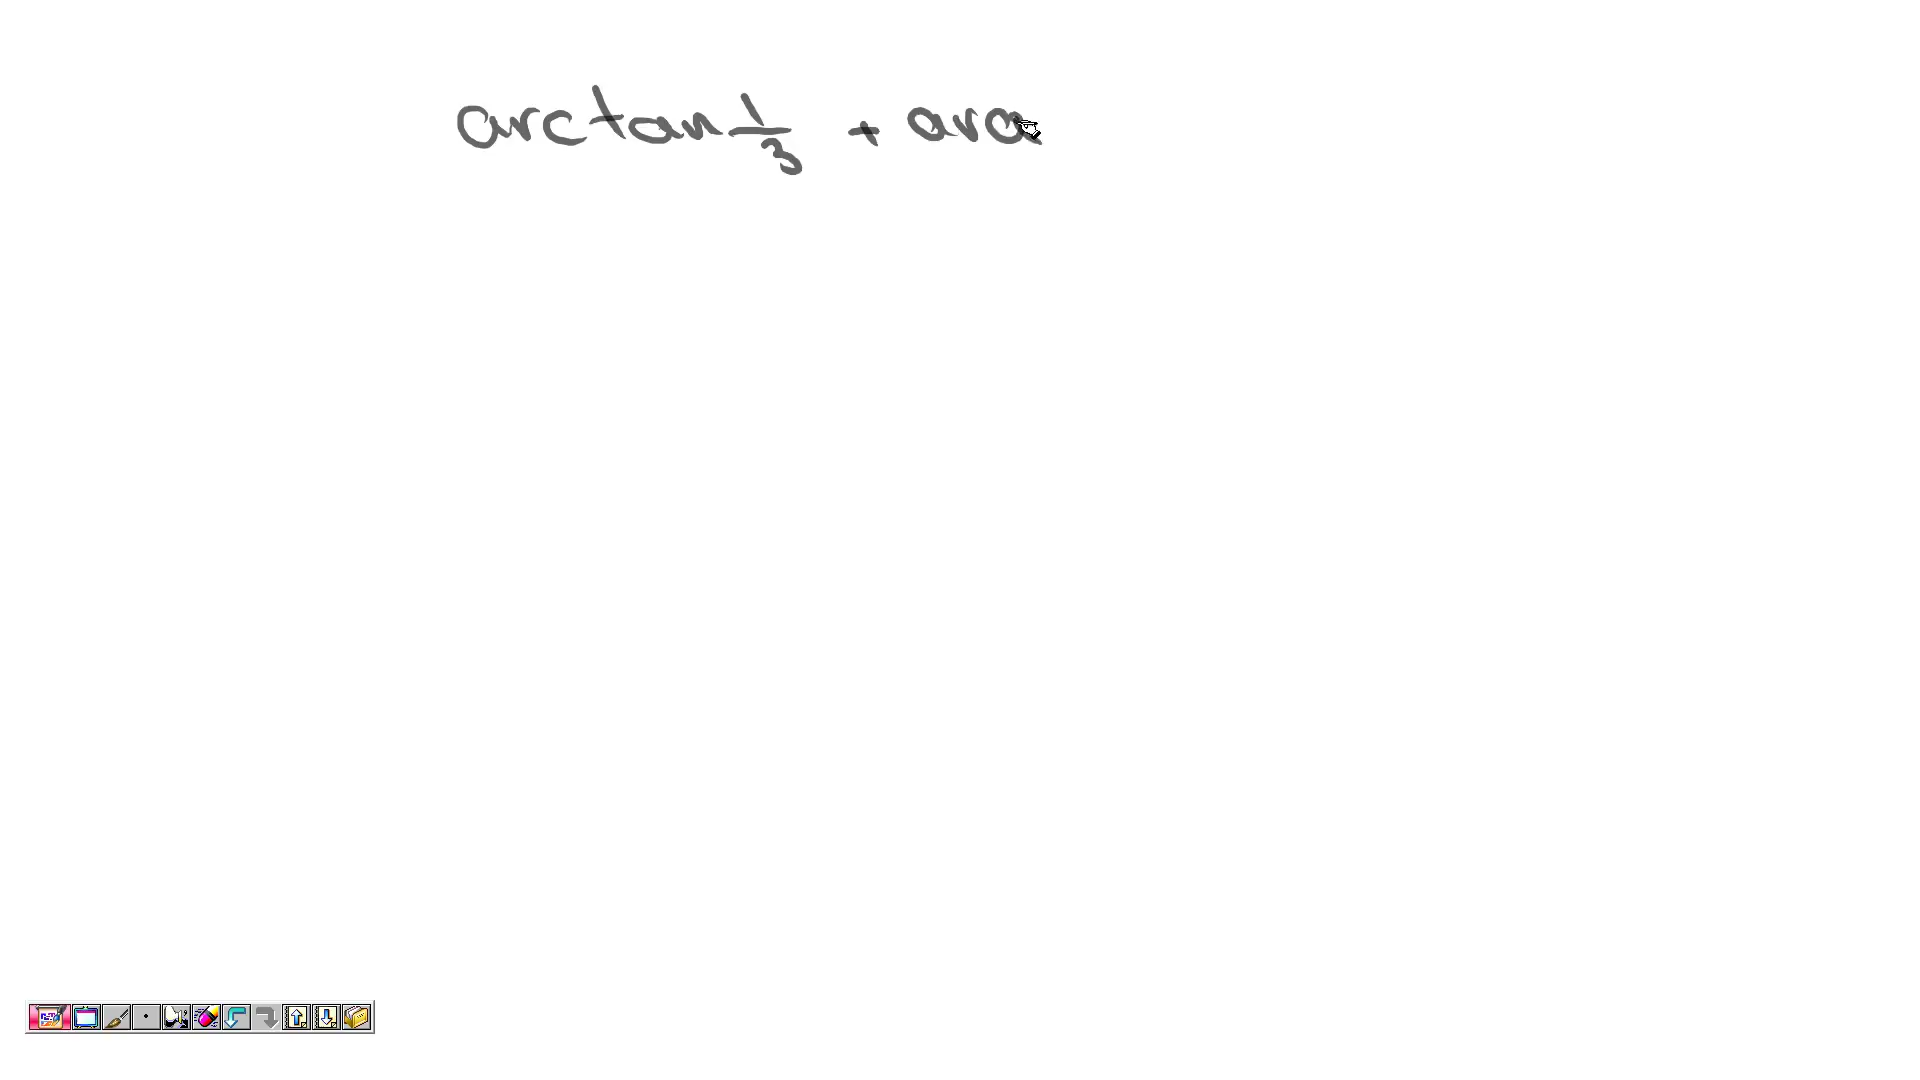 arctan 1/3 + arc